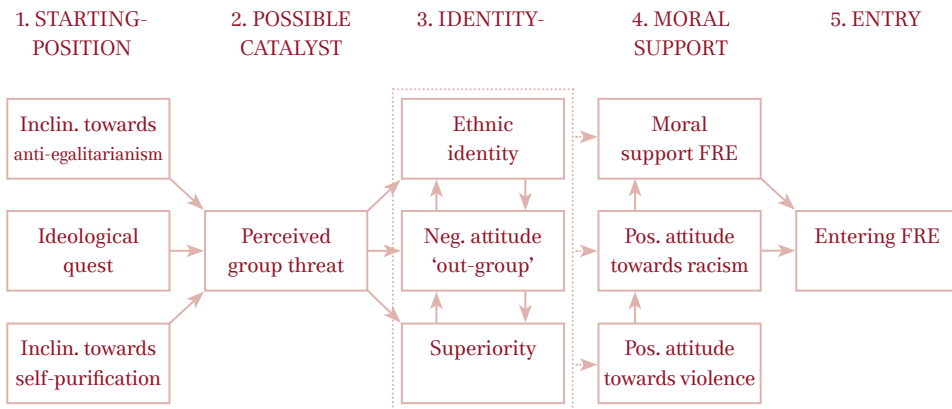 1. STARTING-
POSITION
2. POSSIBLE
CATALYST
3. IDENTITY-
4. MORAL
SUPPORT
5. ENTRY
Inclin. towards
anti-egalitarianism
Ethnic
identity
Moral
support FRE
Ideological
quest
Perceived
group threat
Neg. attitude
‘out-group’
Pos. attitude
towards racism
Entering FRE
Inclin. towards
self-purification
Superiority
Pos. attitude
towards violence